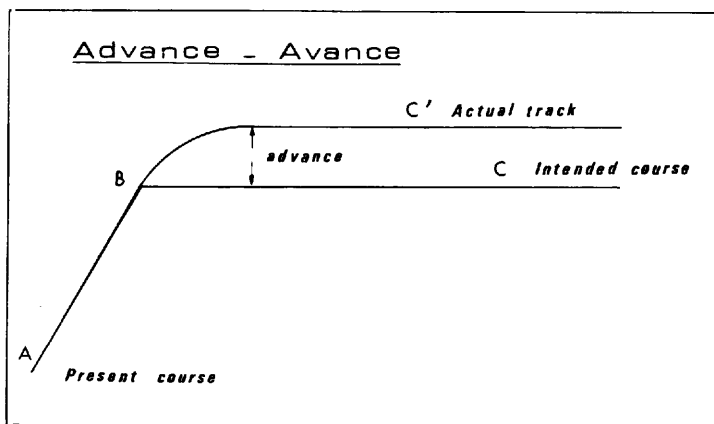 Advance - Avance
C' Actual track
advance
B
C Intended course
A
Present course